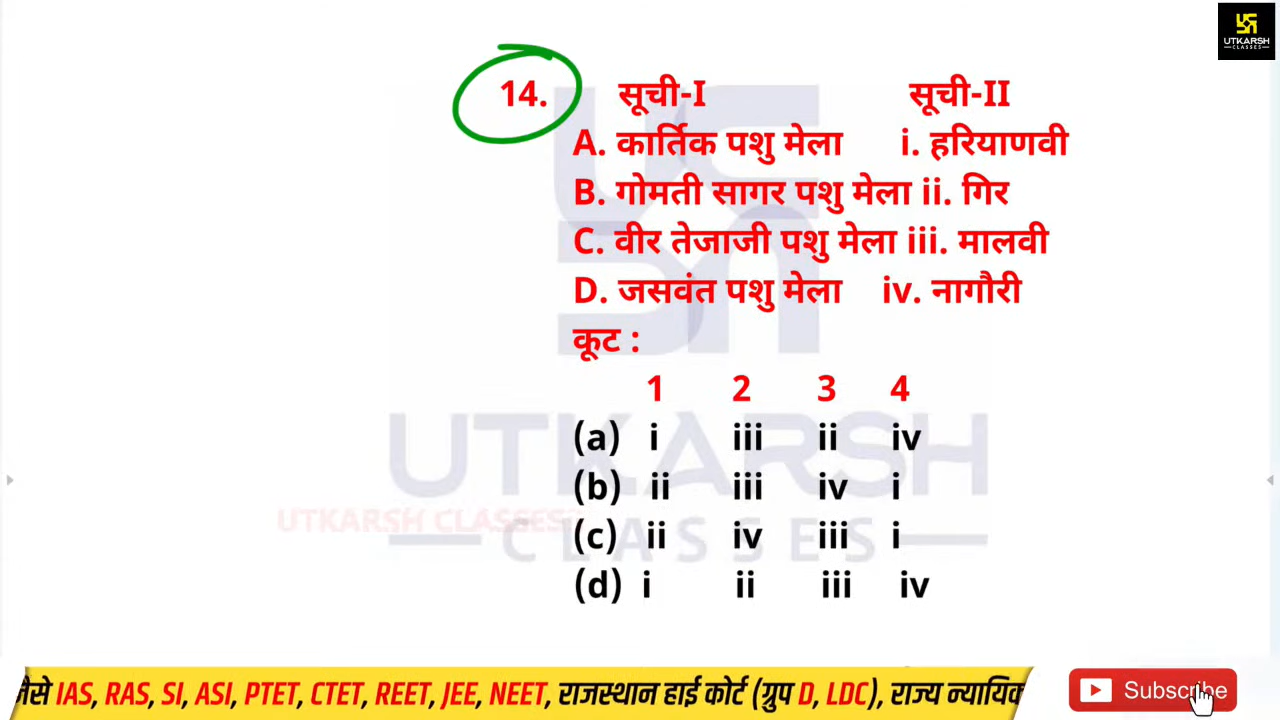 UTKARSH
CLASSES
14. सूची-I सूची-II
A. कार्तिक पशु मेला i. हरियाणवी
B. गोमती सागर पशु मेला ii. गिर
C. वीर तेजाजी पशु मेला iii. मालवी
D. जसवंत पशु मेला iv. नागौरी
कूट :
1 2 3 4
(a) i iii ii iv
(b) ii iii iv i
(c) ii iv iii i
(d) i ii iii iv
UTKARSH
CLASSES
UTKARSH CLASSES
IAS, RAS, SI, ASI, PTET, CTET, REET, JEE, NEET, राजस्थान हाई कोर्ट (ग्रुप D, LDC), राज्य
Subscribe